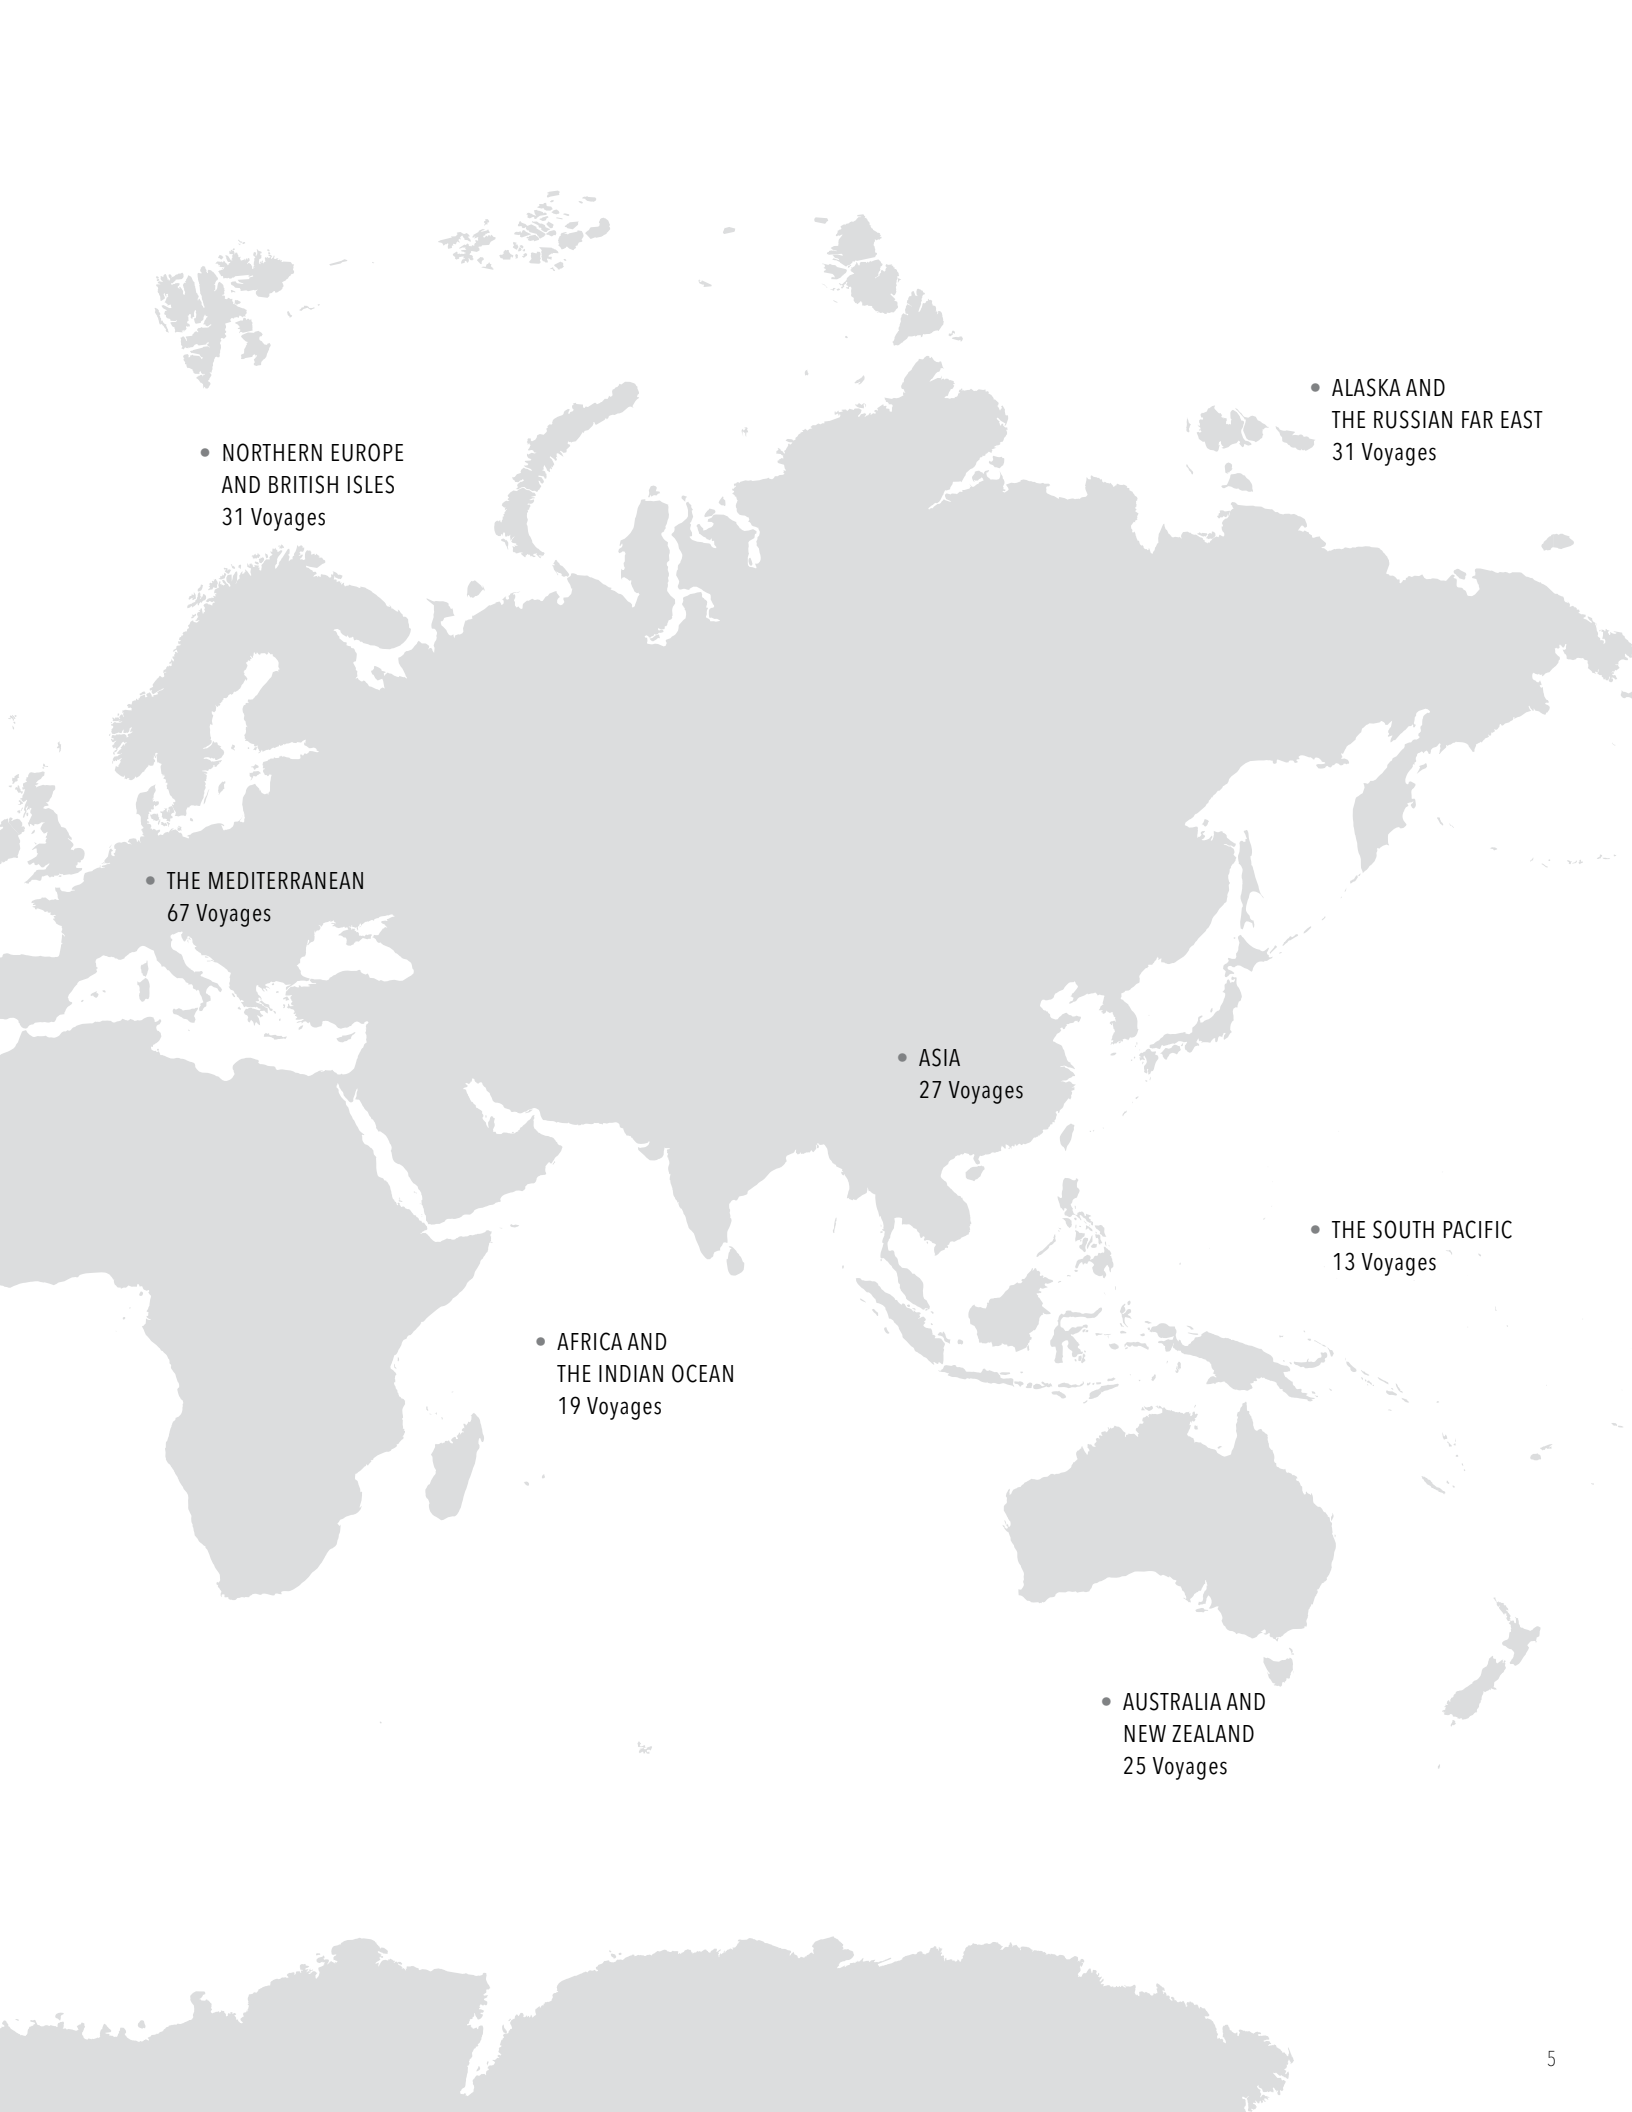 ALASKA AND
THE RUSSIAN FAR EAST
31 Voyages
NORTHERN EUROPE
AND BRITISH ISLES
31 Voyages
THE MEDITERRANEAN
67 Voyages
ASIA
27 Voyages
THE SOUTH PACIFIC
13 Voyages
AFRICA AND
THE INDIAN OCEAN
19 Voyages
AUSTRALIA AND
NEW ZEALAND
25 Voyages
5